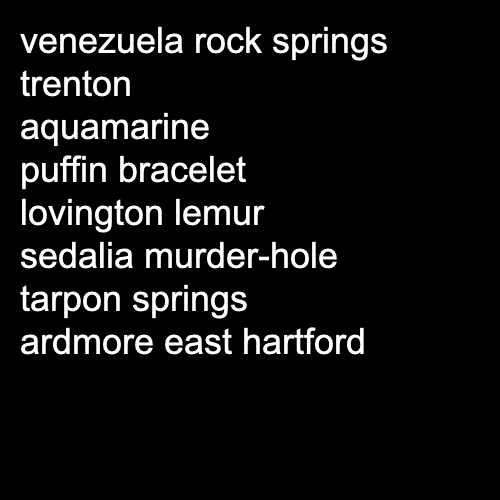 venezuela rock springs
trenton
aquamarine
puffin bracelet
lovington lemur
sedalia murder-hole
tarpon springs
ardmore east hartford